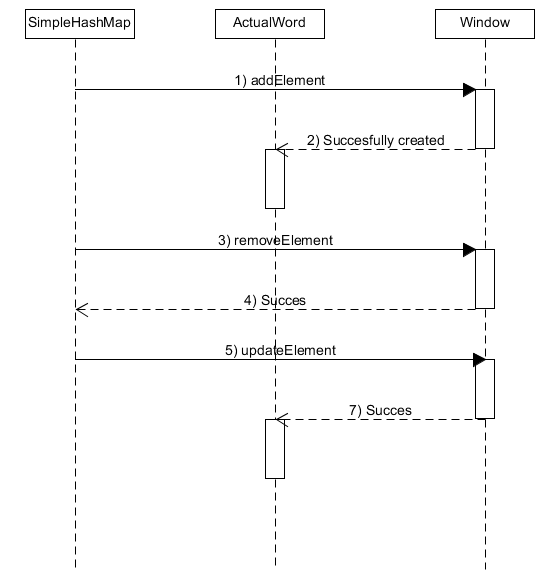 SimpleHashMap
ActualWord
Window
1) addElement
2) Succesfully created
3) removeElement
4) Succes
5) updateElement
7) Succes